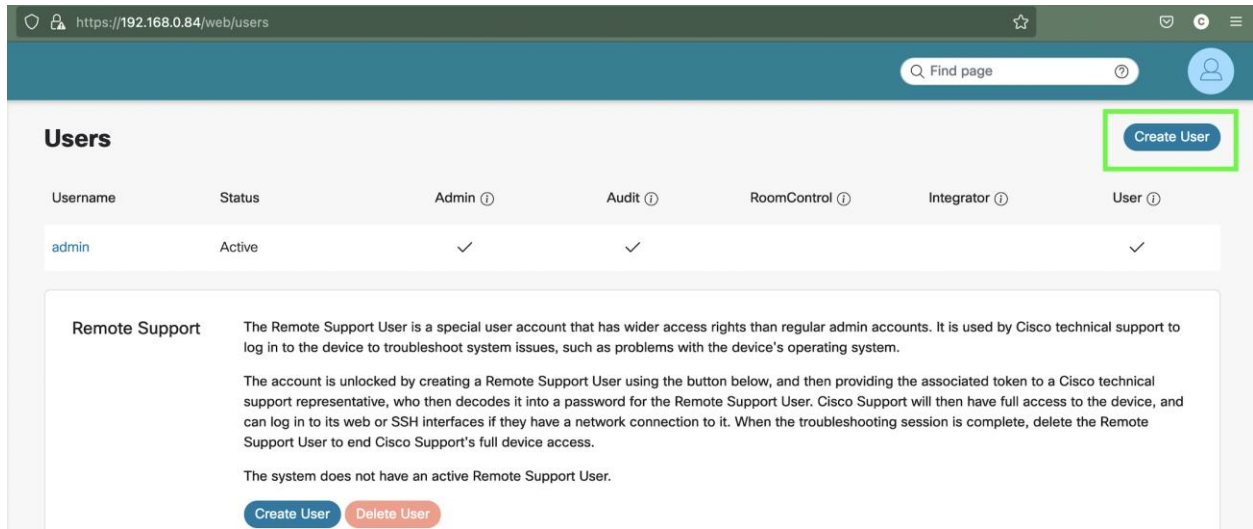 https://192.168.0.84/web/users
C
Find page
Users
Create User
Username Status Admin Audit RoomControl Integrator User
admin Active
Remote Support
The Remote Support User is a special user account that has wider access rights than regular admin accounts. It is used by Cisco technical support to
log in to the device to troubleshoot system issues, such as problems with the device's operating system.
The account is unlocked by creating a Remote Support User using the button below, and then providing the associated token to a Cisco technical
support representative, who then decodes it into a password for the Remote Support User. Cisco Support will then have full access to the device, and
can log in to its web or SSH interfaces if they have a network connection to it. When the troubleshooting session is complete, delete the Remote
Support User to end Cisco Support's full device access.
The system does not have an active Remote Support User.
Create User Delete User